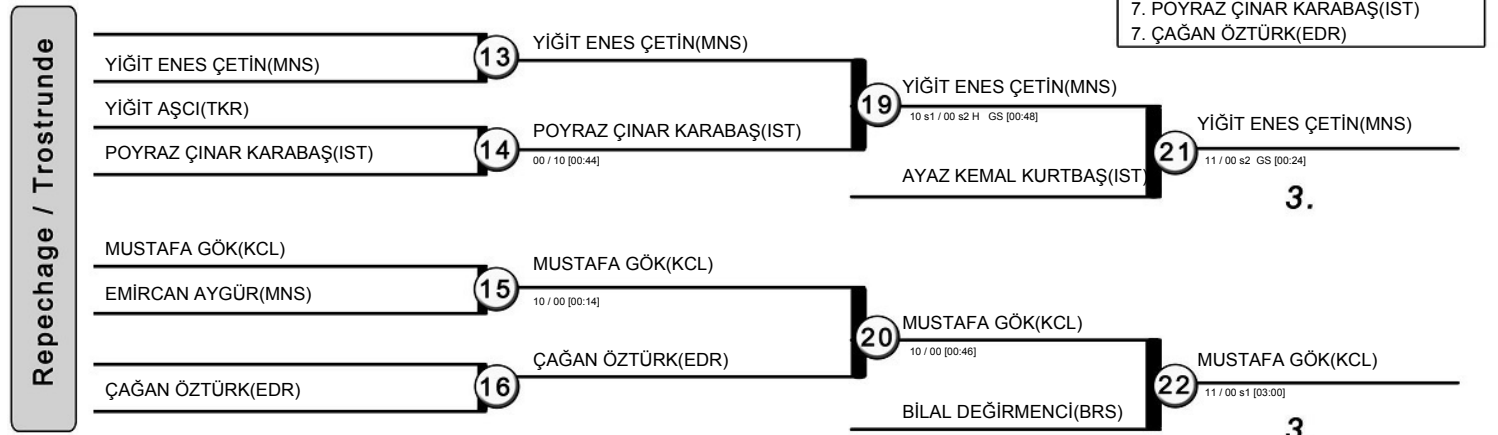 7. POYRAZ ÇINAR KARABAŞ(IST)
7. ÇAĞAN ÖZTÜRK(EDR)
Repechage / Trostrunde
YİĞİT ENES ÇETİN(MNS)
13
YİĞİT ENES ÇETİN(MNS)
YİĞİT AŞCI(TKR)
POYRAZ ÇINAR KARABAŞ(IST)
14
POYRAZ ÇINAR KARABAŞ(IST)
00 / 10 [00:44]
19
YİĞİT ENES ÇETİN(MNS)
10 s1 / 00 s2 H GS [00:48]
AYAZ KEMAL KURTBAŞ(IST)
21
YİĞİT ENES ÇETİN(MNS)
11 / 00 s2 GS [00:24]
3.
MUSTAFA GÖK(KCL)
EMİRCAN AYGÜR(MNS)
15
MUSTAFA GÖK(KCL)
10 / 00 [00:14]
ÇAĞAN ÖZTÜRK(EDR)
16
ÇAĞAN ÖZTÜRK(EDR)
20
MUSTAFA GÖK(KCL)
10 / 00 [00:46]
BİLAL DEĞİRMENCİ(BRS)
22
MUSTAFA GÖK(KCL)
11 / 00 s1 [03:00]
3